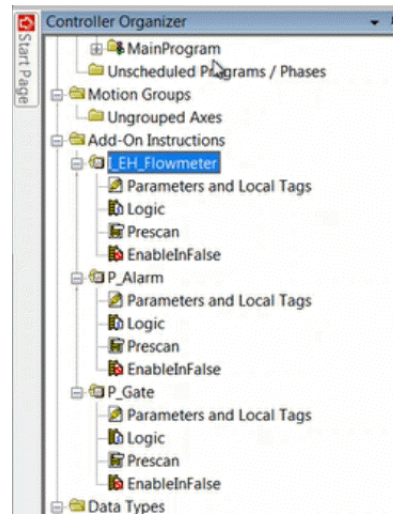 Controller Organizer
Start Page
MainProgram
Unscheduled Programs / Phases
Motion Groups
Ungrouped Axes
Add-On Instructions
I_EH_Flowmeter
Parameters and Local Tags
Logic
Prescan
EnableInFalse
P_Alarm
Parameters and Local Tags
Logic
Prescan
EnableInFalse
P_Gate
Parameters and Local Tags
Logic
Prescan
EnableInFalse
Data Types